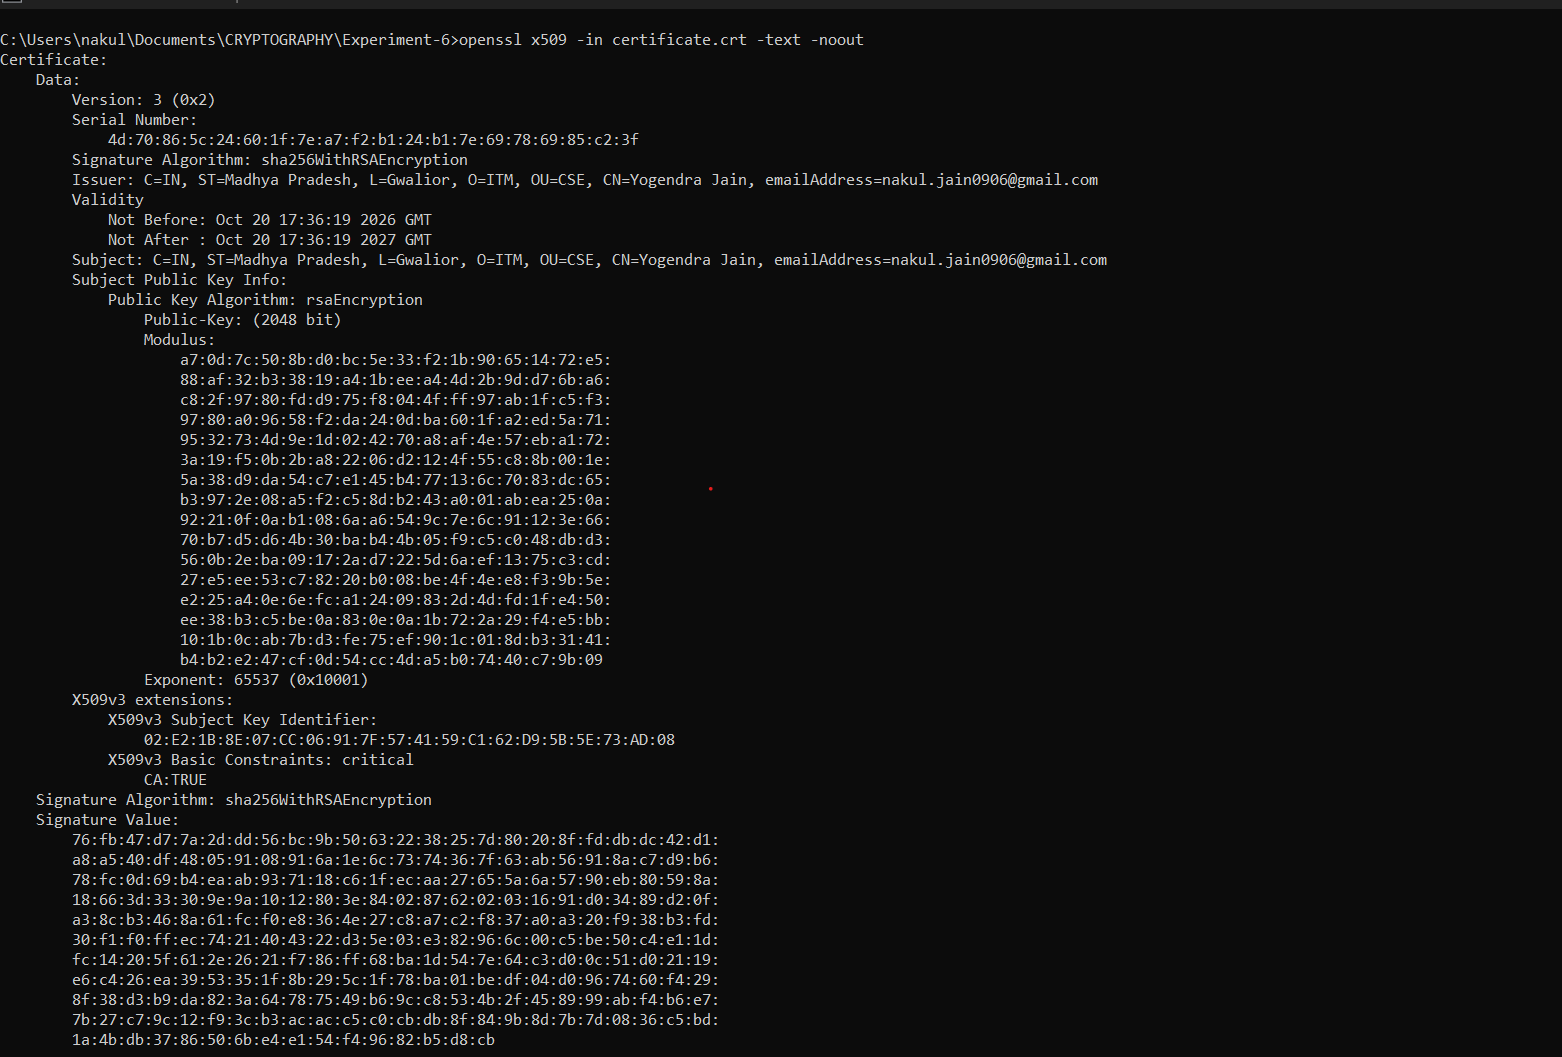 C:\Users\nakul\Documents\CRYPTOGRAPHY\Experiment-6>openssl x509 -in certificate.crt -text -noout
Certificate:
    Data:
        Version: 3 (0x2)
        Serial Number:
            4d:70:86:5c:24:60:1f:7e:a7:f2:b1:24:b1:7e:69:78:69:85:c2:3f
        Signature Algorithm: sha256WithRSAEncryption
        Issuer: C=IN, ST=Madhya Pradesh, L=Gwalior, O=ITM, OU=CSE, CN=Yogendra Jain, emailAddress=nakul.jain0906@gmail.com
        Validity
            Not Before: Oct 20 17:36:19 2026 GMT
            Not After : Oct 20 17:36:19 2027 GMT
        Subject: C=IN, ST=Madhya Pradesh, L=Gwalior, O=ITM, OU=CSE, CN=Yogendra Jain, emailAddress=nakul.jain0906@gmail.com
        Subject Public Key Info:
            Public Key Algorithm: rsaEncryption
                Public-Key: (2048 bit)
                Modulus:
                    a7:0d:7c:50:8b:d0:bc:5e:33:f2:1b:90:65:14:72:e5:
                    88:af:32:b3:38:19:a4:1b:ee:a4:4d:2b:9d:d7:6b:a6:
                    c8:2f:97:80:fd:d9:75:f8:04:4f:ff:97:ab:1f:c5:f3:
                    97:80:a0:96:58:f2:da:24:0d:ba:60:1f:a2:ed:5a:71:
                    95:32:73:4d:9e:1d:02:42:70:a8:af:4e:57:eb:a1:72:
                    3a:19:f5:0b:2b:a8:22:06:d2:12:4f:55:c8:8b:00:1e:
                    5a:38:d9:da:54:c7:e1:45:b4:77:13:6c:70:83:dc:65:
                    b3:97:2e:08:a5:f2:c5:8d:b2:43:a0:01:ab:ea:25:0a:
                    92:21:0f:0a:b1:08:6a:a6:54:9c:7e:6c:91:12:3e:66:
                    70:b7:d5:d6:4b:30:ba:b4:4b:05:f9:c5:c0:48:db:d3:
                    56:0b:2e:ba:09:17:2a:d7:22:5d:6a:ef:13:75:c3:cd:
                    27:e5:ee:53:c7:82:20:b0:08:be:4f:4e:e8:f3:9b:5e:
                    e2:25:a4:0e:6e:fc:a1:24:09:83:2d:4d:fd:1f:e4:50:
                    ee:38:b3:c5:be:0a:83:0e:0a:1b:72:2a:29:f4:e5:bb:
                    10:1b:0c:ab:7b:d3:fe:75:ef:90:1c:01:8d:b3:31:41:
                    b4:b2:e2:47:cf:0d:54:cc:4d:a5:b0:74:40:c7:9b:09
                Exponent: 65537 (0x10001)
        X509v3 extensions:
            X509v3 Subject Key Identifier:
                02:E2:1B:8E:07:CC:06:91:7F:57:41:59:C1:62:D9:5B:5E:73:AD:08
            X509v3 Basic Constraints: critical
                CA:TRUE
    Signature Algorithm: sha256WithRSAEncryption
    Signature Value:
        76:fb:47:d7:7a:2d:dd:56:bc:9b:50:63:22:38:25:7d:80:20:8f:fd:db:dc:42:d1:
        a8:a5:40:df:48:05:91:08:91:6a:1e:6c:73:74:36:7f:63:ab:56:91:8a:c7:d9:b6:
        78:fc:0d:69:b4:ea:ab:93:71:18:c6:1f:ec:aa:27:65:5a:6a:57:90:eb:80:59:8a:
        18:66:3d:33:30:9e:9a:10:12:80:3e:84:02:87:62:02:03:16:91:d0:34:89:d2:0f:
        a3:8c:b3:46:8a:61:fc:f0:e8:36:4e:27:c8:a7:c2:f8:37:a0:a3:20:f9:38:b3:fd:
        30:f1:f0:ff:ec:74:21:40:43:22:d3:5e:03:e3:82:96:6c:00:c5:be:50:c4:e1:1d:
        fc:14:20:5f:61:2e:26:21:f7:86:ff:68:ba:1d:54:7e:64:c3:d0:0c:51:d0:21:19:
        e6:c4:26:ea:39:53:35:1f:8b:29:5c:1f:78:ba:01:be:df:04:d0:96:74:60:f4:29:
        8f:38:d3:b9:da:82:3a:64:78:75:49:b6:9c:c8:53:4b:2f:45:89:99:ab:f4:b6:e7:
        7b:27:c7:9c:12:f9:3c:b3:ac:ac:c5:c0:cb:db:8f:84:9b:8d:7b:7d:08:36:c5:bd:
        1a:4b:db:37:86:50:6b:e4:e1:54:f4:96:82:b5:d8:cb